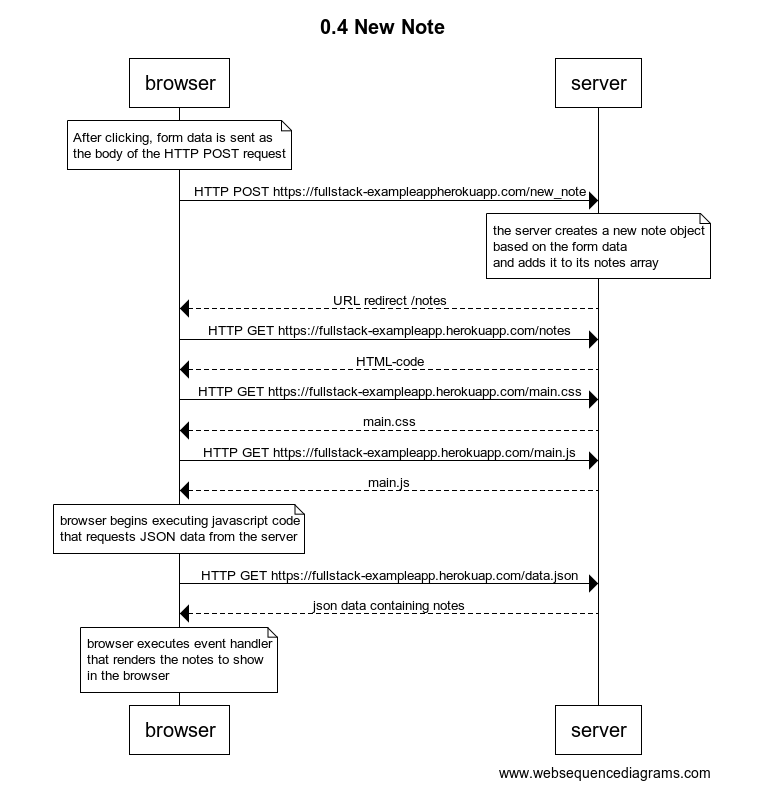 0.4 New Note
browser
server
After clicking, form data is sent as
the body of the HTTP POST request
HTTP POST https://fullstack-exampleappherokuapp.com/new_note
the server creates a new note object
based on the form data
and adds it to its notes array
URL redirect /notes
HTTP GET https://fullstack-exampleapp.herokuapp.com/notes
HTML-code
HTTP GET https://fullstack-exampleapp.herokuapp.com/main.css
main.css
HTTP GET https://fullstack-exampleapp.herokuapp.com/main.js
main.js
browser begins executing javascript code
that requests JSON data from the server
HTTP GET https://fullstack-exampleapp.herokuap.com/data.json
json data containing notes
browser executes event handler
that renders the notes to show
in the browser
browser
server
www.websequencediagrams.com